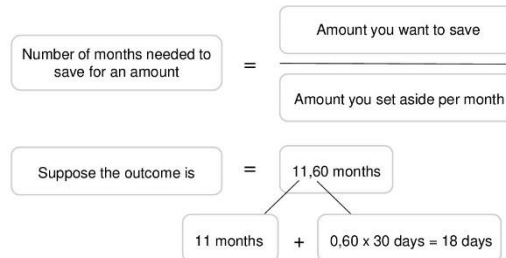 Number of months needed to
save for an amount
=
Amount you want to save
Amount you set aside per month
Suppose the outcome is
=
11,60 months
11 months
+
0,60 x 30 days = 18 days